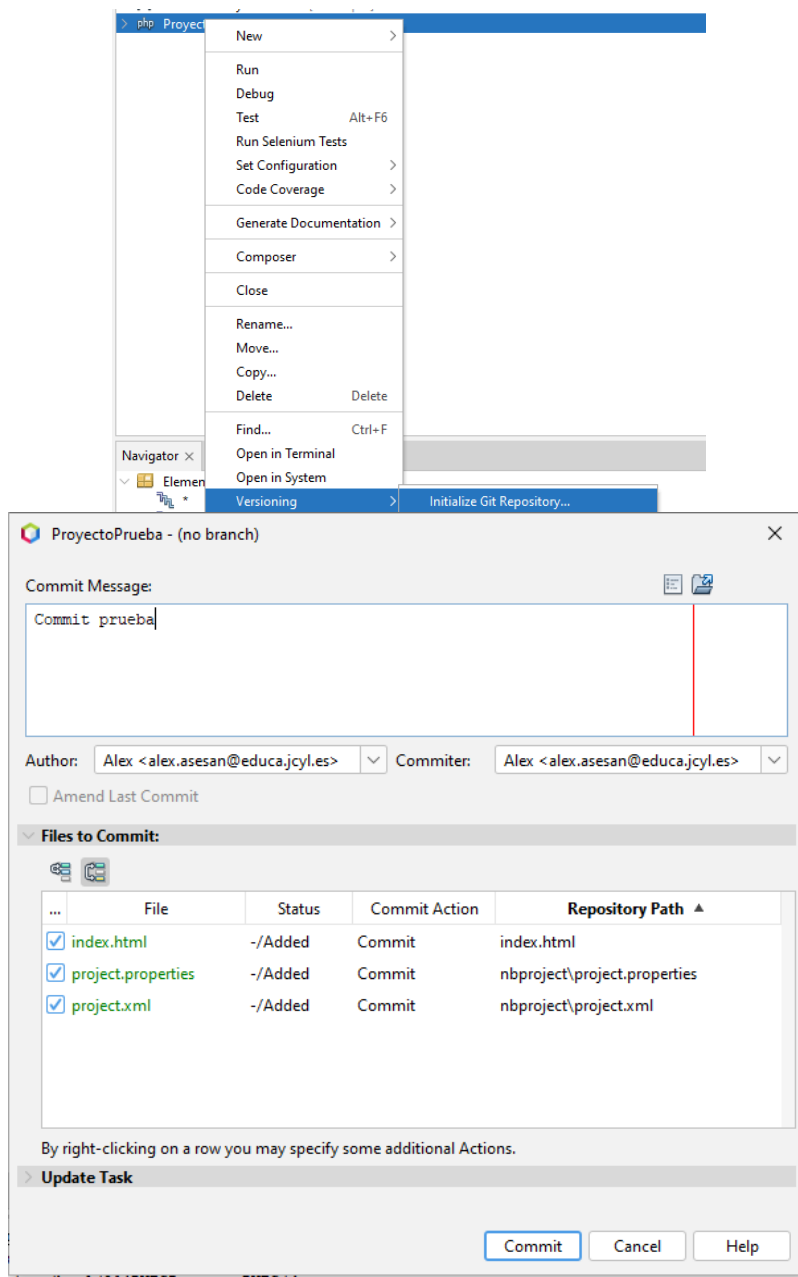 php Proyect
New
Run
Debug
Test Alt+F6
Run Selenium Tests
Set Configuration
Code Coverage
Generate Documentation
Composer
Close
Rename...
Move...
Copy...
Delete Delete
Find... Ctrl+F
Navigator Open in Terminal
Elemen Open in System
* Versioning Initialize Git Repository...
ProyectoPrueba - (no branch)
Commit Message:
Commit prueba
Author: Alex <alex.asesan@educa.jcyl.es> Commiter: Alex <alex.asesan@educa.jcyl.es>
Amend Last Commit
Files to Commit:
... File Status Commit Action Repository Path
index.html -/Added Commit index.html
project.properties -/Added Commit nbproject\project.properties
project.xml -/Added Commit nbproject\project.xml
By right-clicking on a row you may specify some additional Actions.
Update Task
Commit Cancel Help